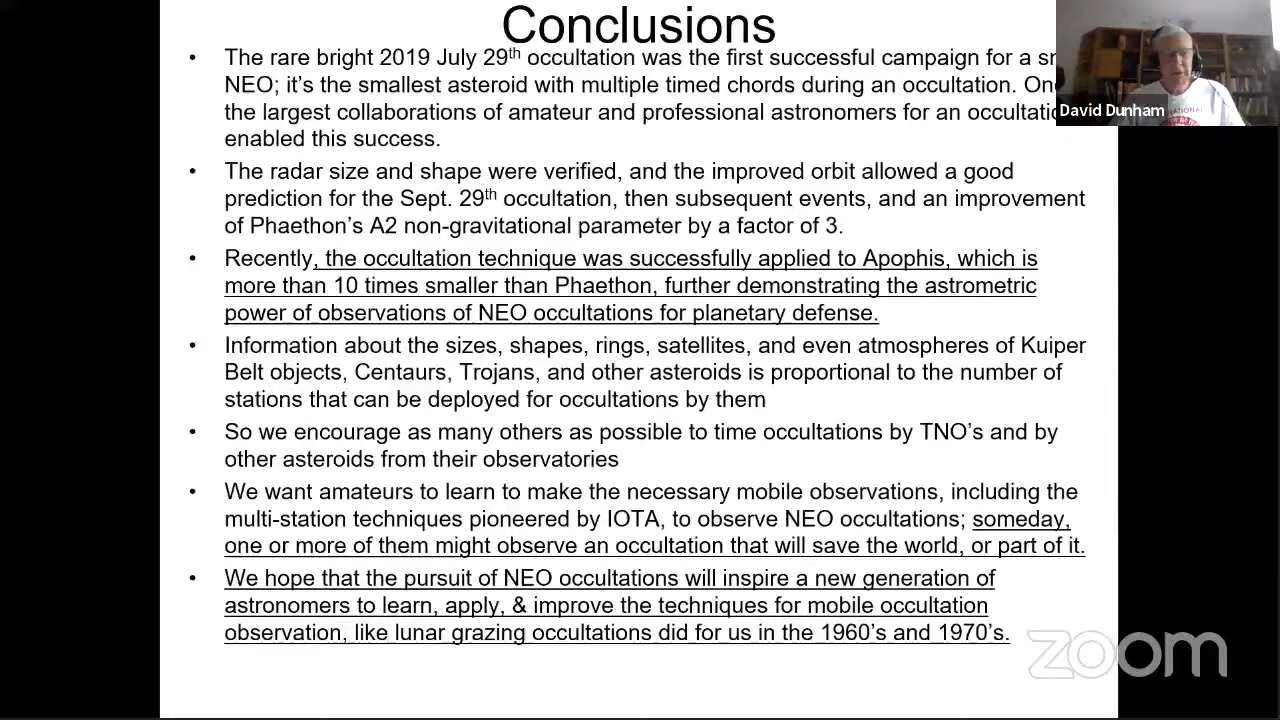 Conclusions
• The rare bright 2019 July 29th occultation was the first successful campaign for a
NEO; it's the smallest asteroid with multiple timed chords during an occultation.
the largest collaborations of amateur and professional astronomers for an
enabled this success.
• The radar size and shape were verified, and the improved orbit allowed a good
prediction for the Sept. 29th occultation, then subsequent events, and an improvement
of Phaethon's A2 non-gravitational parameter by a factor of 3.
• Recently, the occultation technique was successfully applied to Apophis, which is
more than 10 times smaller than Phaethon, further demonstrating the astrometric
power of observations of NEO occultations for planetary defense.
• Information about the sizes, shapes, rings, satellites, and even atmospheres of Kuiper
Belt objects, Centaurs, Trojans, and other asteroids is proportional to the number of
stations that can be deployed for occultations by them
• So we encourage as many others as possible to time occultations by TNO's and by
other asteroids from their observatories
• We want amateurs to learn to make the necessary mobile observations, including the
multi-station techniques pioneered by IOTA, to observe NEO occultations; someday,
one or more of them might observe an occultation that will save the world, or part of it.
• We hope that the pursuit of NEO occultations will inspire a new generation of
astronomers to learn, apply, & improve the techniques for mobile occultation
observation, like lunar grazing occultations did for us in the 1960's and 1970's.
David Dunham
zoom